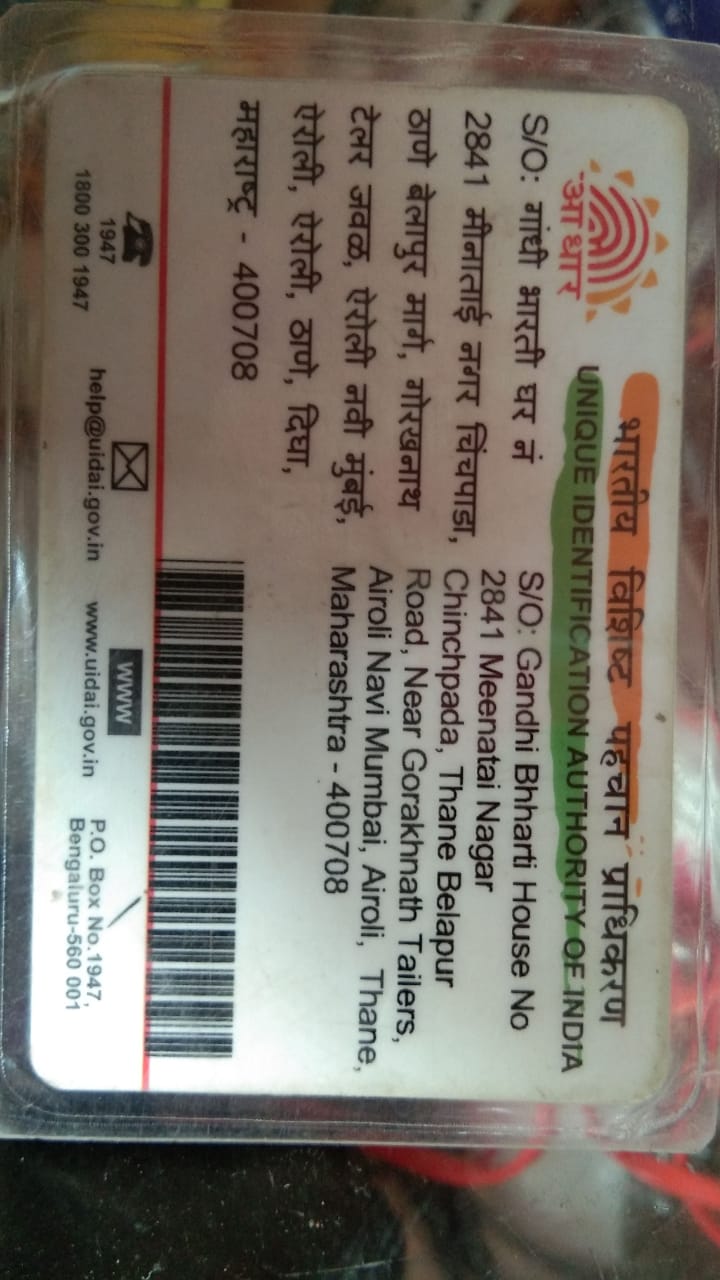 भारतीय विशिष्ट पहचान प्राधिकरण
UNIQUE IDENTIFICATION AUTHORITY OF INDIA
आधार
S/O: गांधी भारती घर नं
2841 मीनाताई नगर चिंचपाडा,
ठाणे बेलापुर मार्ग, गोरखनाथ
टेलर जवळ, ऐरोली नवी मुंबई,
ऐरोली, ऐरोली, ठाणे, दिघा,
महाराष्ट्र - 400708
S/O: Gandhi Bhharti House No
2841 Meenatai Nagar
Chinchpada, Thane Belapur
Road, Near Gorakhnath Tailers,
Airoli Navi Mumbai, Airoli, Thane,
Maharashtra - 400708
1947
1800 300 1947
help@uidai.gov.in
www
www.uidai.gov.in
P.O. Box No.1947,
Bengaluru-560 001